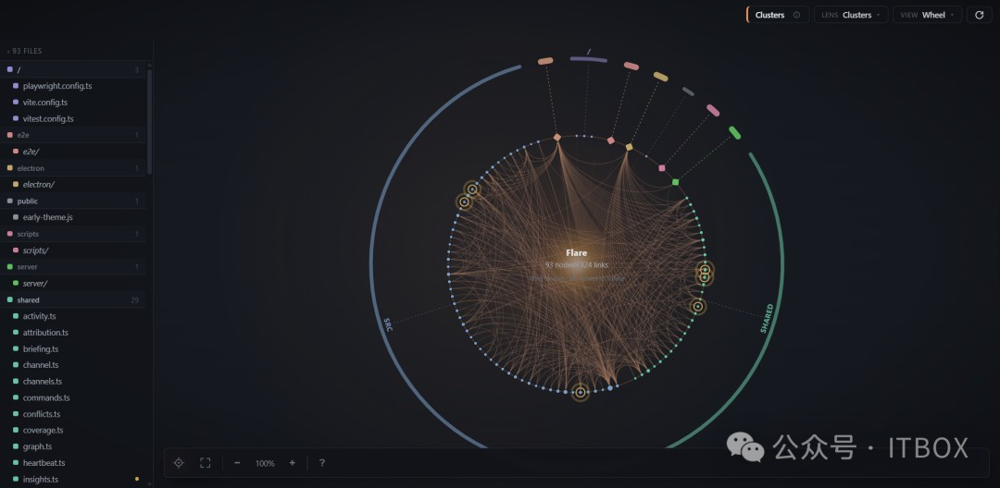 Clusters
LENS Clusters
VIEW Wheel
93 FILES
/ 3
playwright.config.ts
vite.config.ts
vitest.config.ts
e2e 1
e2e/
electron 1
electron/
public 1
early-theme.js
scripts 1
scripts/
server 1
server/
shared 29
activity.ts
attribution.ts
briefing.ts
channel.ts
channels.ts
commands.ts
conflicts.ts
coverage.ts
graph.ts
heartbeat.ts
insights.ts
/
SRC
SHARED
Flare
93 nodes 324 links
− 100% + ?
公众号 · ITBOX